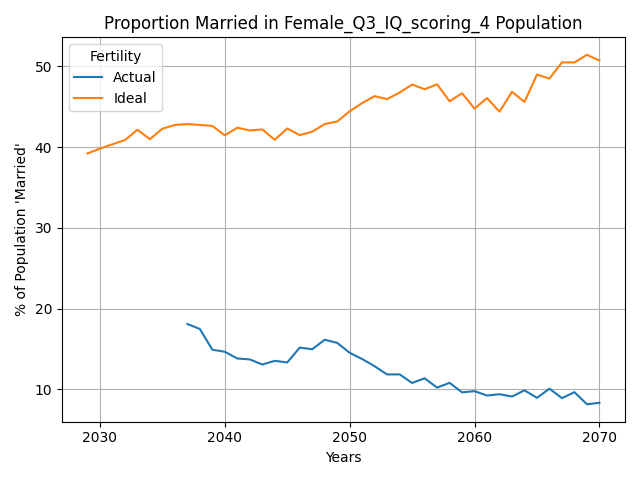 Proportion Married in Female_Q3_IQ_scoring_4 Population
Fertility
Actual
Ideal
% of Population 'Married'
50
40
30
20
10
2030 2040 2050 2060 2070
Years